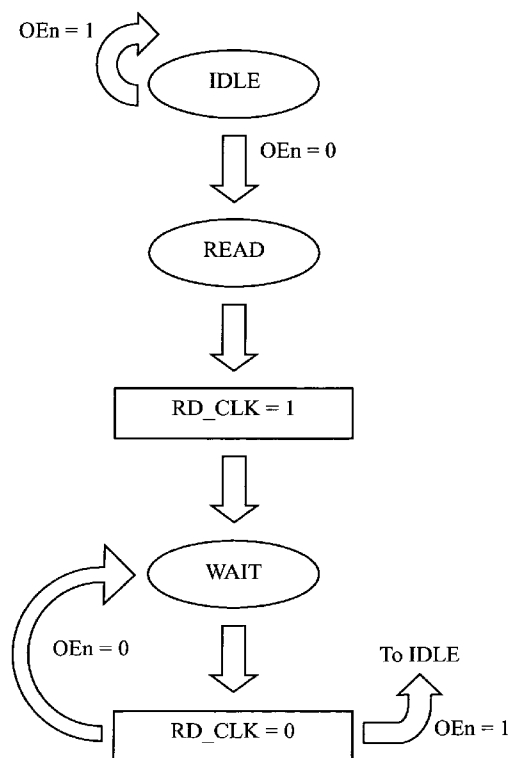 OEn = 1
IDLE
OEn = 0
READ
RD_CLK = 1
WAIT
OEn = 0
To IDLE
RD_CLK = 0
OEn = 1